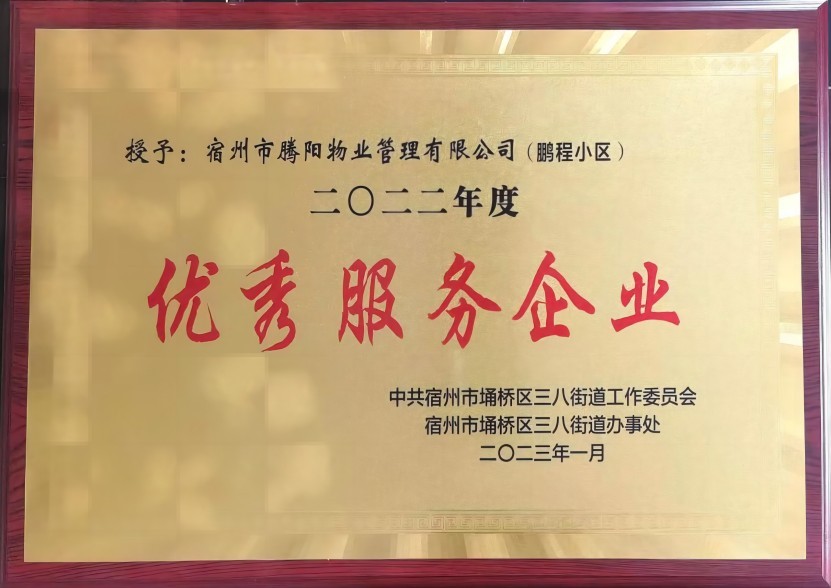 授予：宿州市腾阳物业管理有限公司（鹏程小区）
二〇二二年度
优秀服务企业
中共宿州市埇桥区三八街道工作委员会
宿州市埇桥区三八街道办事处
二〇二三年一月